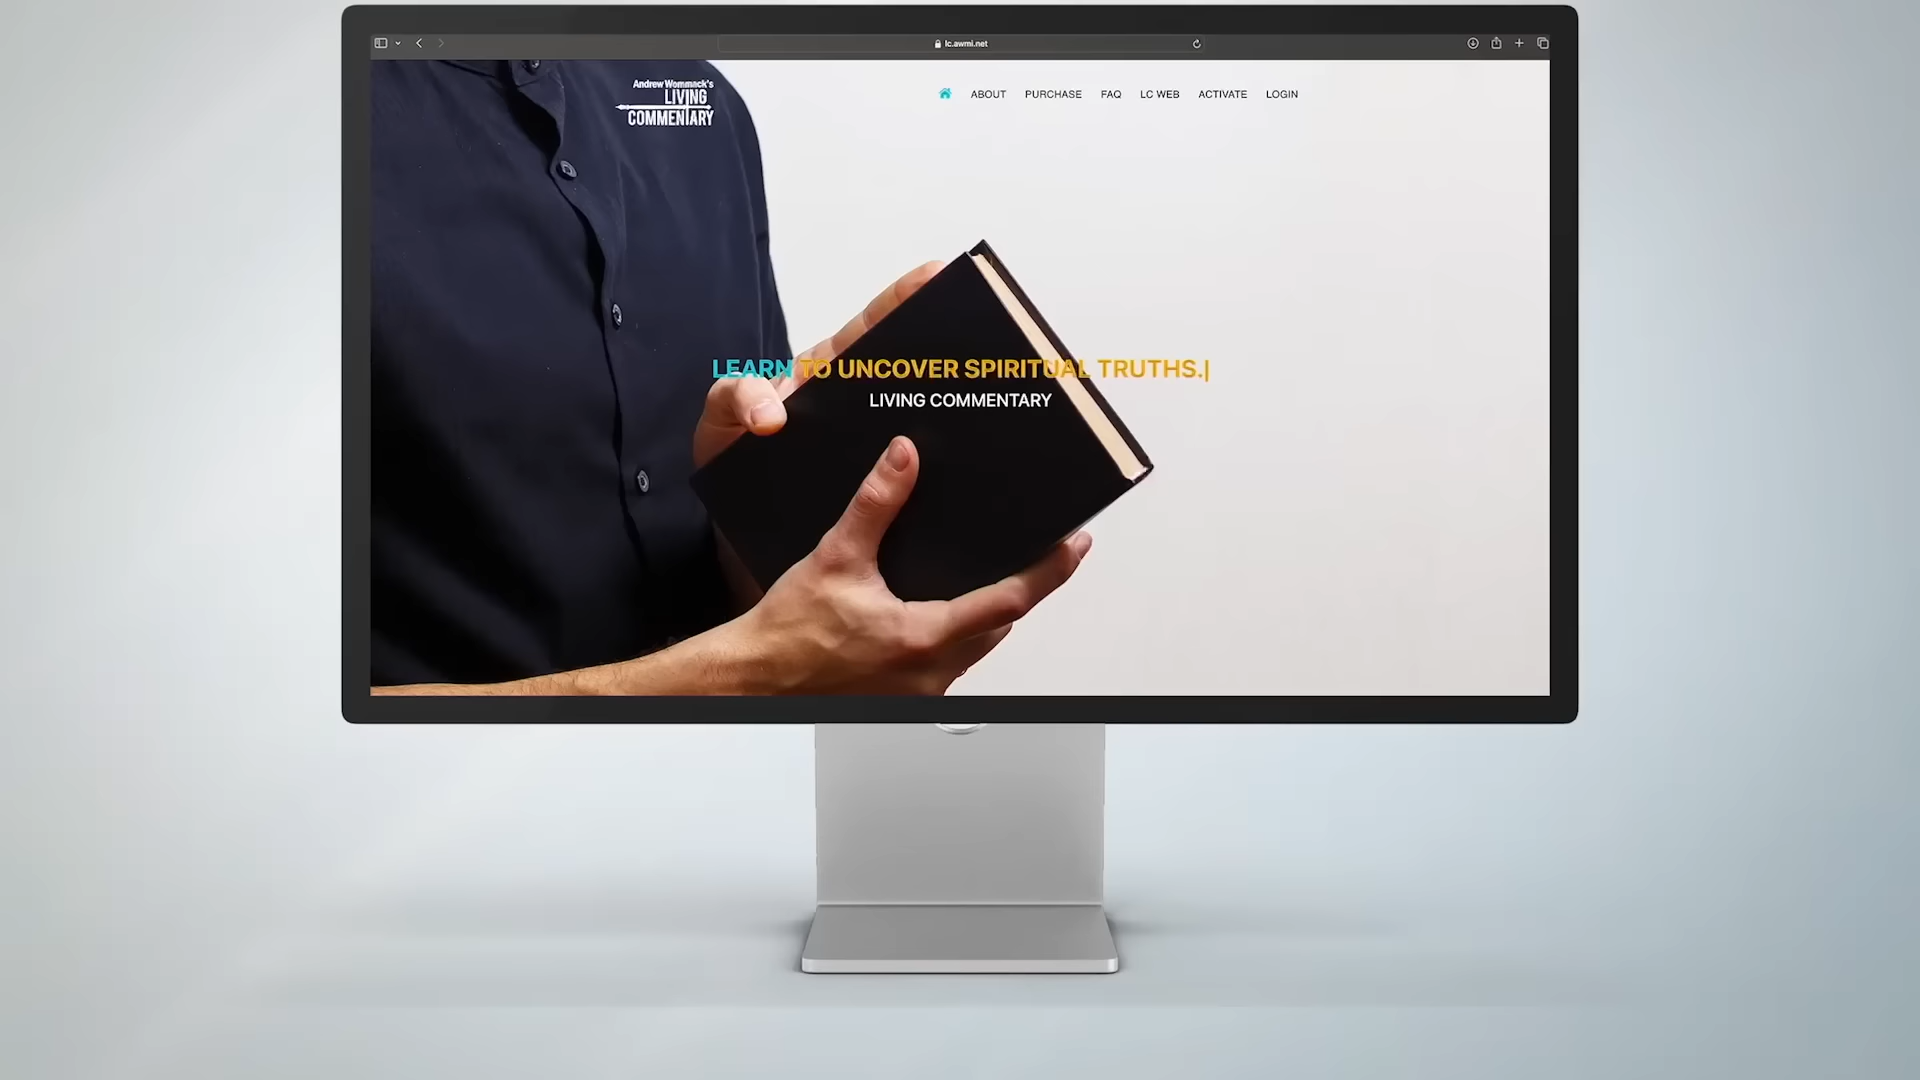 lc.awmi.net
Andrew Wommack's
LIVING
COMMENTARY
ABOUT PURCHASE FAQ LC WEB ACTIVATE LOGIN
LEARN TO UNCOVER SPIRITUAL TRUTHS.|
LIVING COMMENTARY